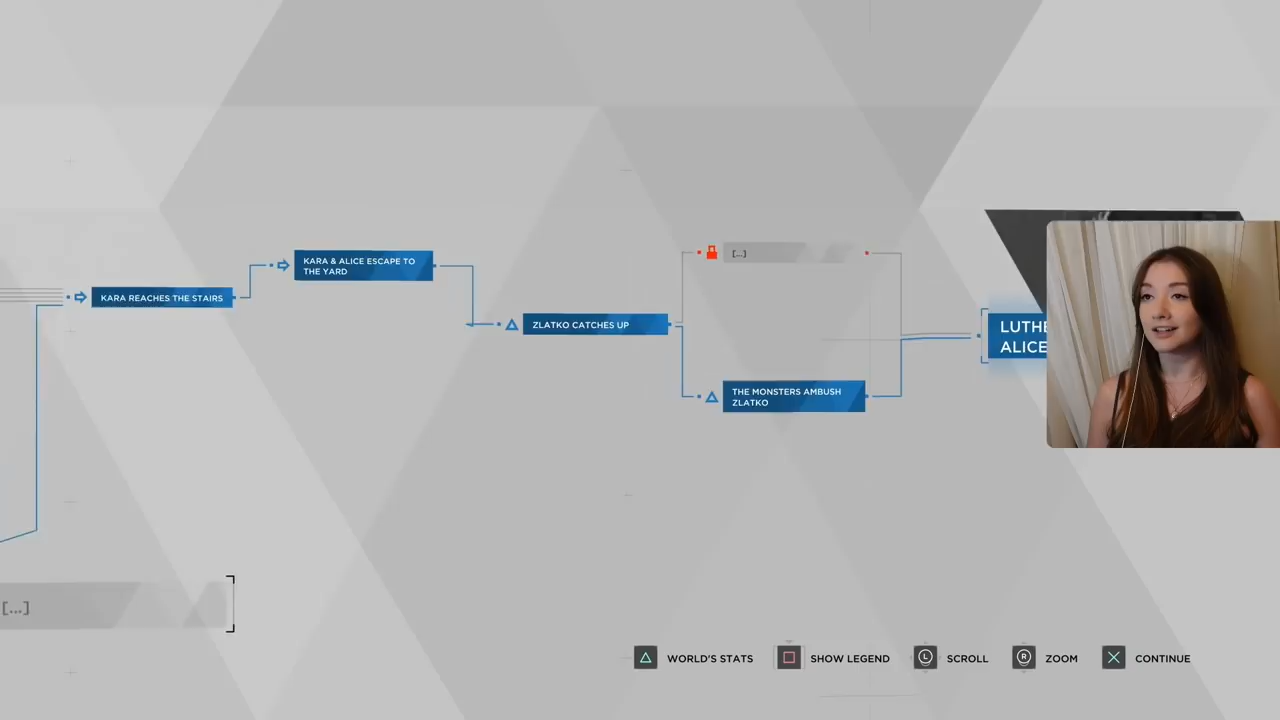 KARA & ALICE ESCAPE TO
THE YARD
KARA REACHES THE STAIRS
ZLATKO CATCHES UP
[...]
THE MONSTERS AMBUSH
ZLATKO
LUTHE
ALICE
[...]
WORLD'S STATS
SHOW LEGEND
L
SCROLL
R
ZOOM
CONTINUE